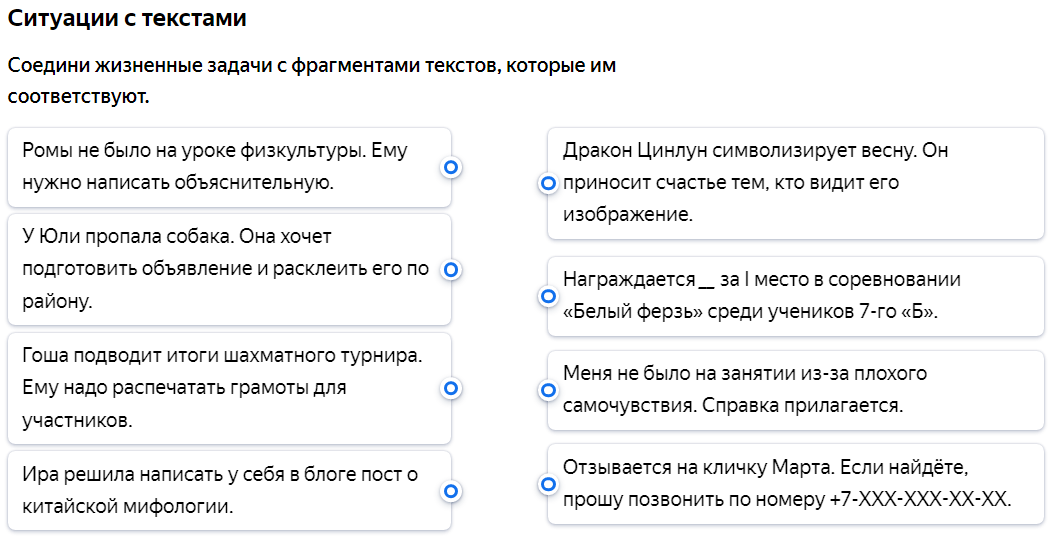 Ситуации с текстами
Соедини жизненные задачи с фрагментами текстов, которые им
соответствуют.
Ромы не было на уроке физкультуры. Ему
нужно написать объяснительную.
У Юли пропала собака. Она хочет
подготовить объявление и расклеить его по
району.
Гоша подводит итоги шахматного турнира.
Ему надо распечатать грамоты для
участников.
Ира решила написать у себя в блоге пост о
китайской мифологии.
Дракон Цинлун символизирует весну. Он
приносит счастье тем, кто видит его
изображение.
Награждается__ за I место в соревновании
«Белый ферзь» среди учеников 7-го «Б».
Меня не было на занятии из-за плохого
самочувствия. Справка прилагается.
Отзывается на кличку Марта. Если найдёте,
прошу позвонить по номеру +7-XXX-XXX-XX-XX.